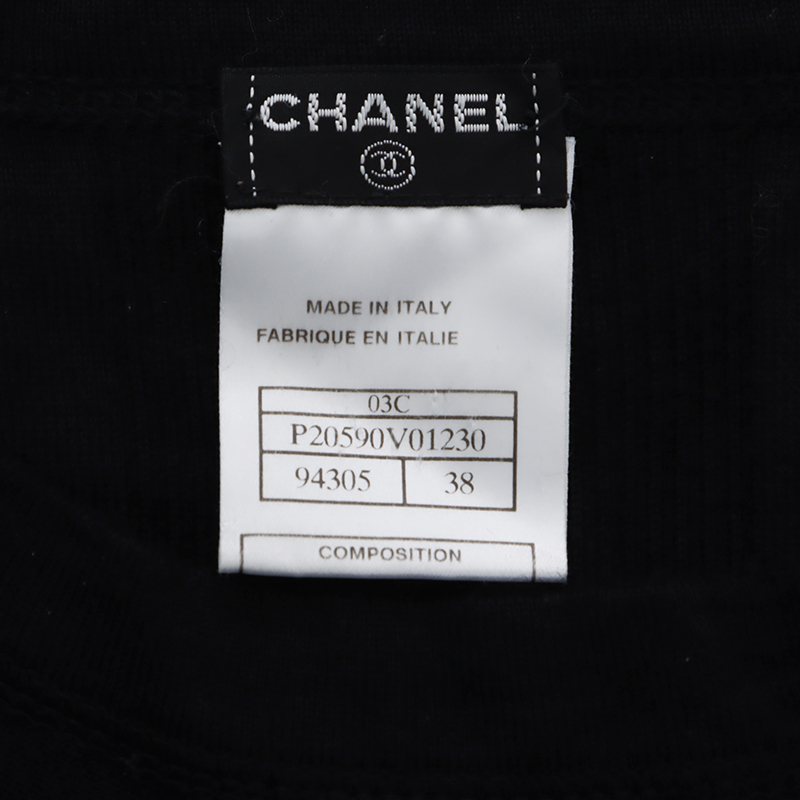 CHANEL
MADE IN ITALY
FABRIQUE EN ITALIE
03C
P20590V01230
94305 38
COMPOSITION